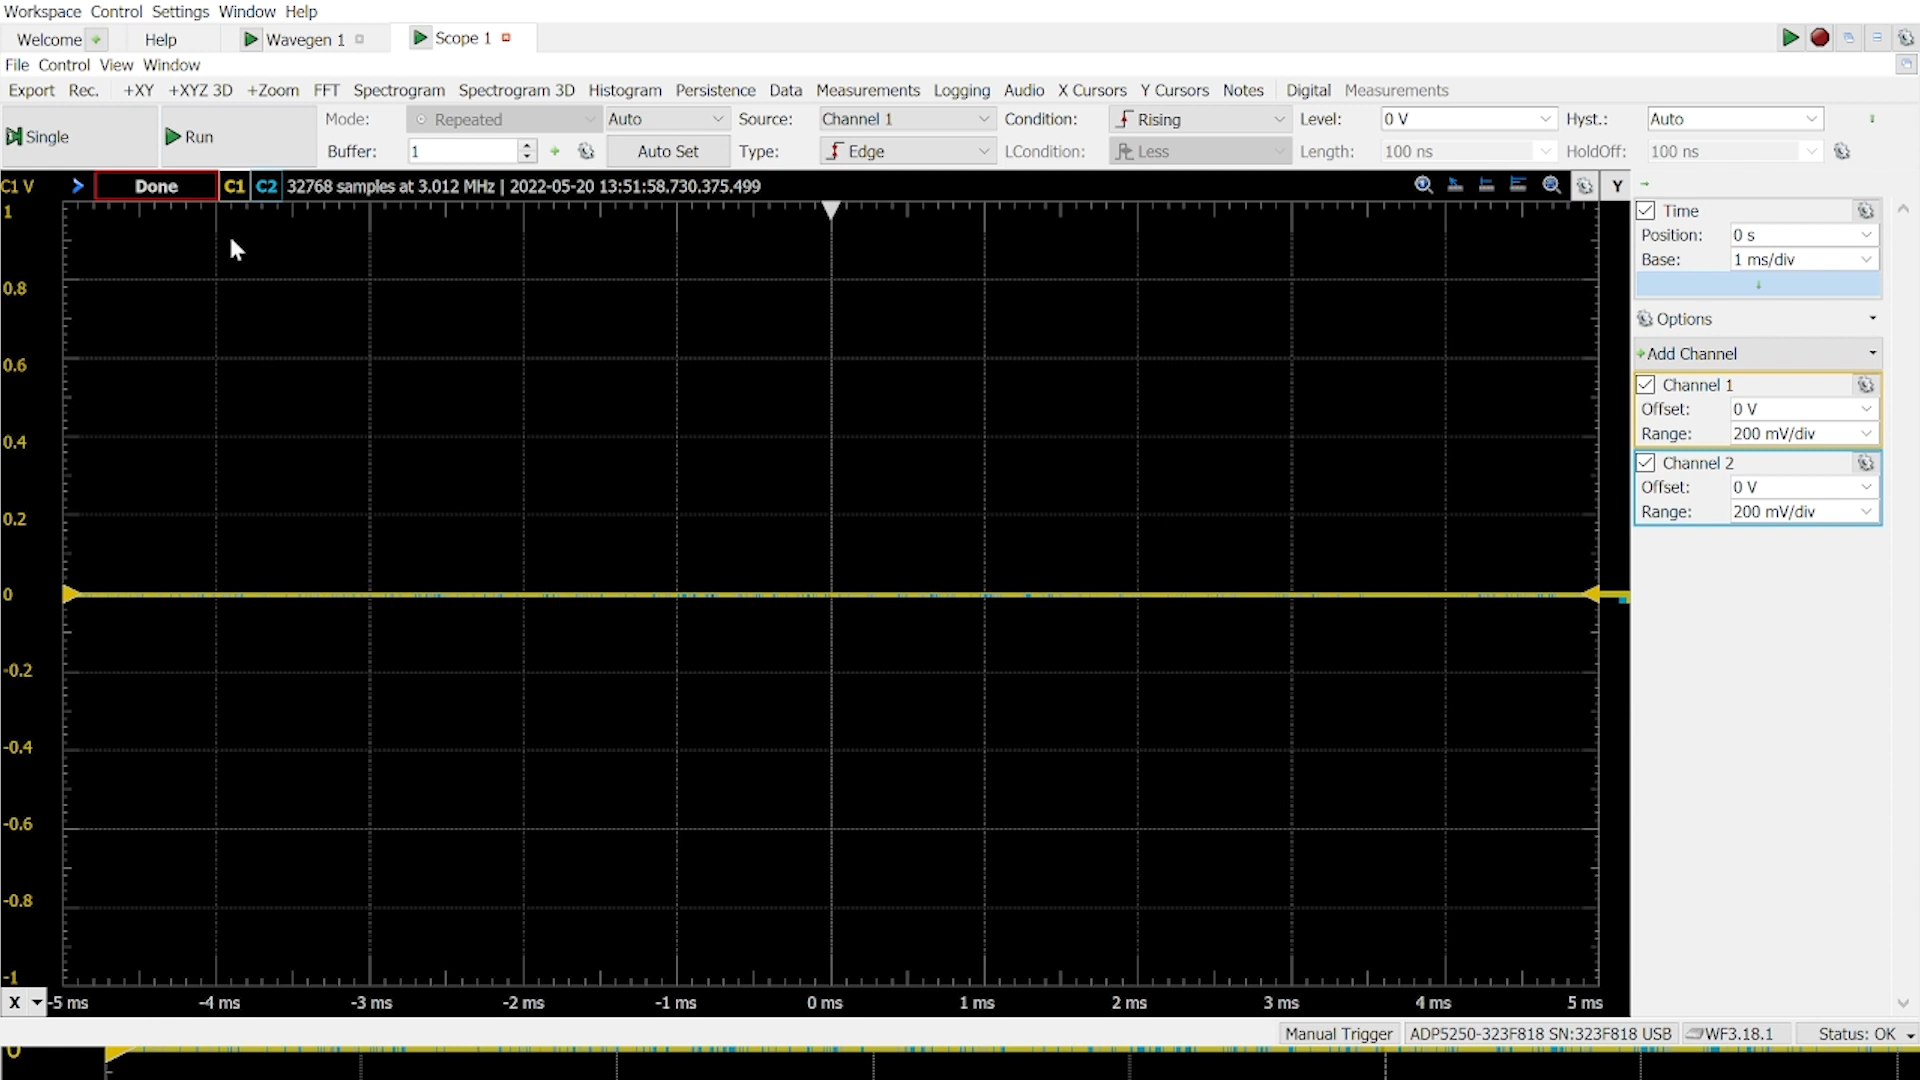 Workspace Control Settings Window Help
Welcome Help Wavegen 1 Scope 1
File Control View Window
Export Rec. +XY +XYZ 3D +Zoom FFT Spectrogram Spectrogram 3D Histogram Persistence Data Measurements Logging Audio X Cursors Y Cursors Notes Digital Measurements
Single Run Mode: Repeated Auto Source: Channel 1 Condition: Rising Level: 0 V Hyst.: Auto
Buffer: 1 Auto Set Type: Edge LCondition: Less Length: 100 ns HoldOff: 100 ns
C1 V Done C1 C2 32768 samples at 3.012 MHz | 2022-05-20 13:51:58.730.375.499 Y
1
0.8
0.6
0.4
0.2
0
-0.2
-0.4
-0.6
-0.8
-1
X -5 ms -4 ms -3 ms -2 ms -1 ms 0 ms 1 ms 2 ms 3 ms 4 ms 5 ms
Time
Position: 0 s
Base: 1 ms/div
Options
Add Channel
Channel 1
Offset: 0 V
Range: 200 mV/div
Channel 2
Offset: 0 V
Range: 200 mV/div
Manual Trigger ADP5250-323F818 SN:323F818 USB WF3.18.1 Status: OK